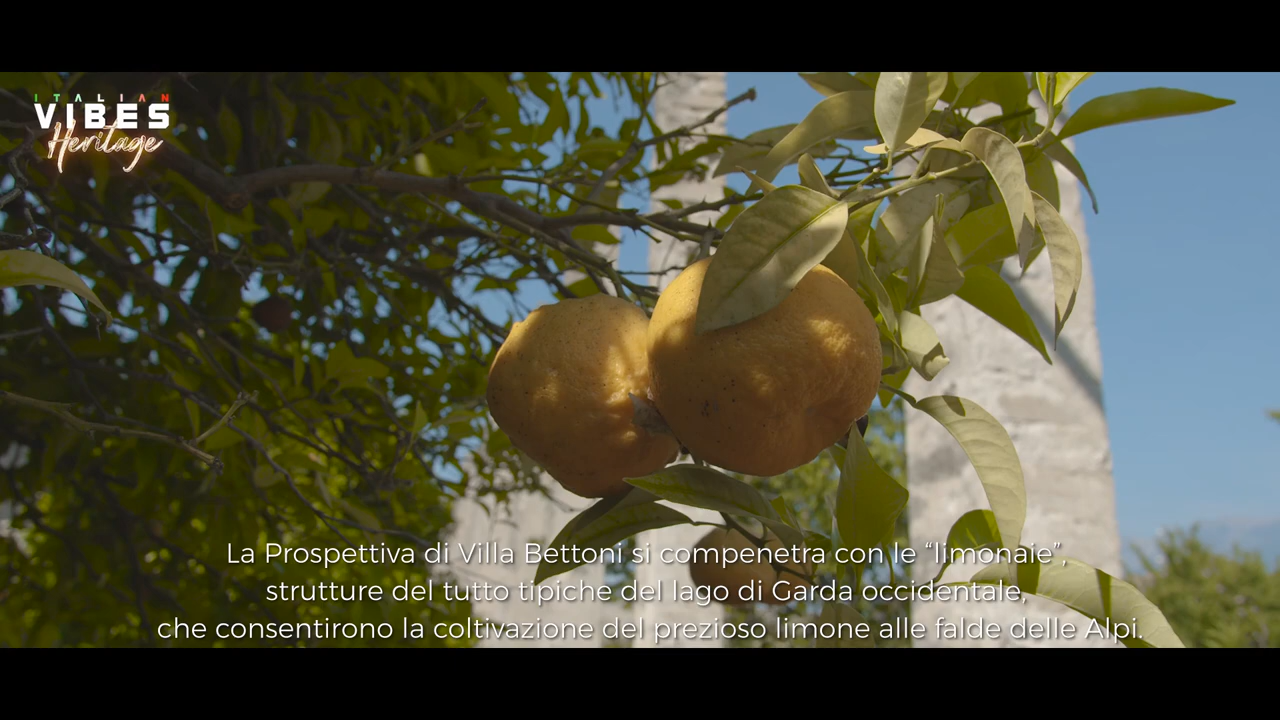 ITALIAN
VIBES
Heritage
La Prospettiva di Villa Bettoni si compenetra con le “limonaie”,
strutture del tutto tipiche del lago di Garda occidentale,
che consentirono la coltivazione del prezioso limone alle falde delle Alpi.